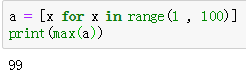 a = [x for x in range(1 , 100)]
print(max(a))
99